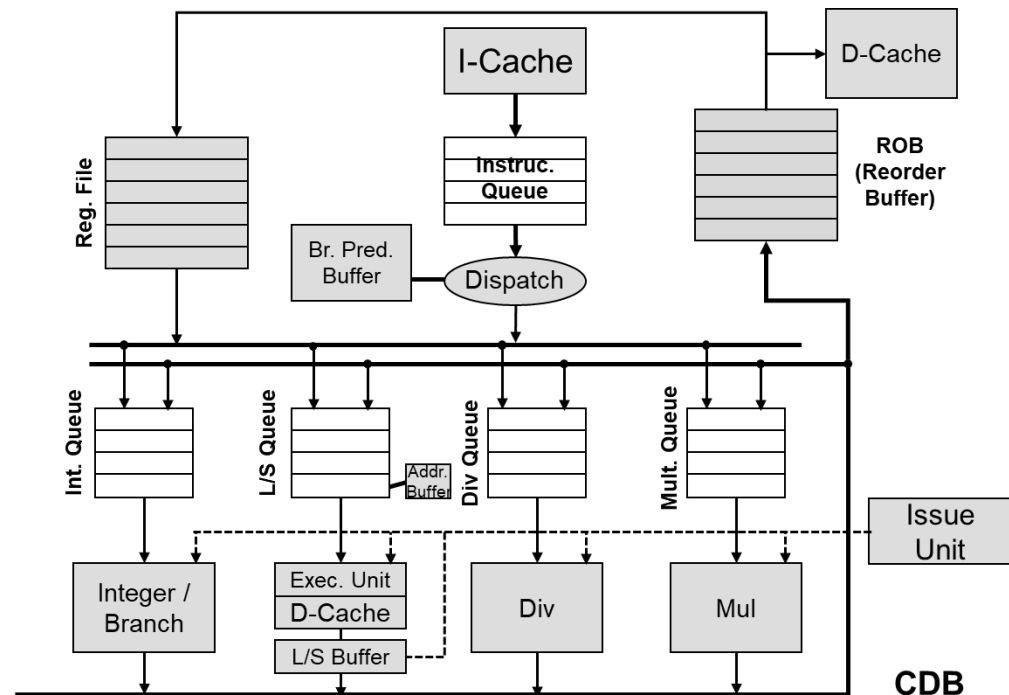 I-Cache
D-Cache
Reg. File
Instruc.
Queue
ROB
(Reorder
Buffer)
Br. Pred.
Buffer
Dispatch
Int. Queue
L/S Queue
Addr.
Buffer
Div Queue
Mult. Queue
Issue
Unit
Integer /
Branch
Exec. Unit
D-Cache
L/S Buffer
Div
Mul
CDB